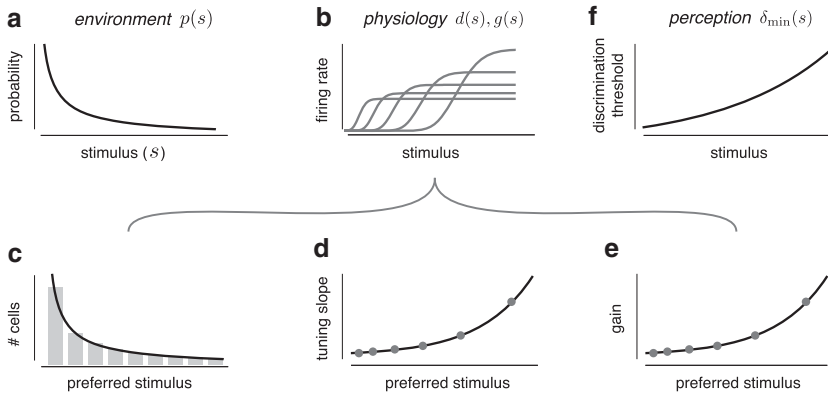 a
environment p(s)
probability
stimulus (s)
b
physiology d(s), g(s)
firing rate
stimulus
f
perception δmin(s)
discrimination
threshold
stimulus
c
# cells
preferred stimulus
d
tuning slope
preferred stimulus
e
gain
preferred stimulus